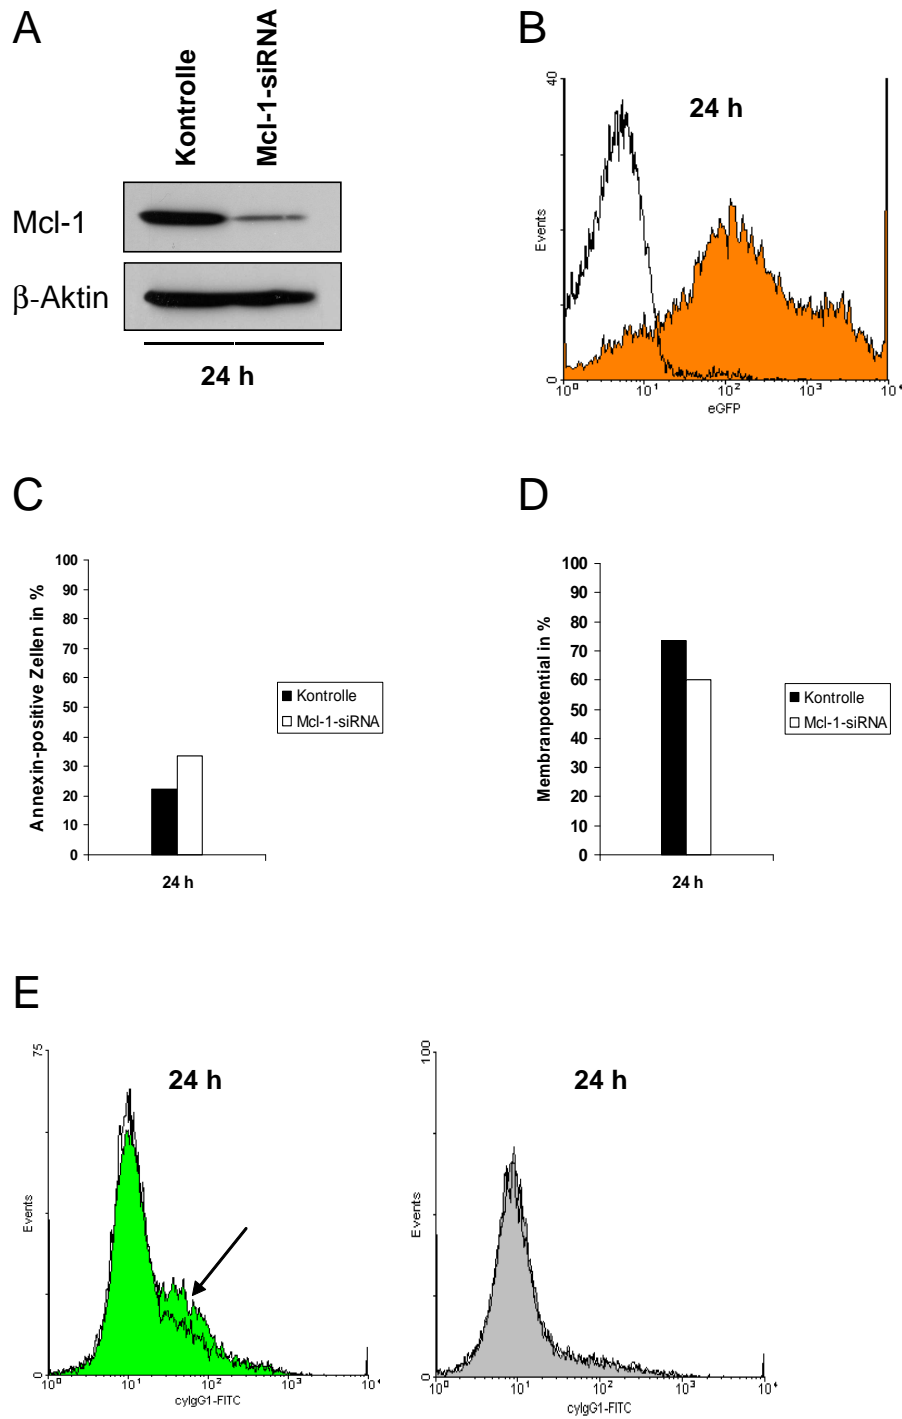 A
Kontrolle
Mcl-1-siRNA
Mcl-1
β-Aktin
24 h
B
40
24 h
Events
0
10⁰ 10¹ 10² 10³ 10⁴
eGFP
C
100
90
80
70
60
50
40
30
20
10
0
Annexin-positive Zellen in %
24 h
Kontrolle
Mcl-1-siRNA
D
100
90
80
70
60
50
40
30
20
10
0
Membranpotential in %
24 h
Kontrolle
Mcl-1-siRNA
E
75
24 h
Events
0
10⁰ 10¹ 10² 10³ 10⁴
cyIgG1-FITC
100
24 h
Events
0
10⁰ 10¹ 10² 10³ 10⁴
cyIgG1-FITC